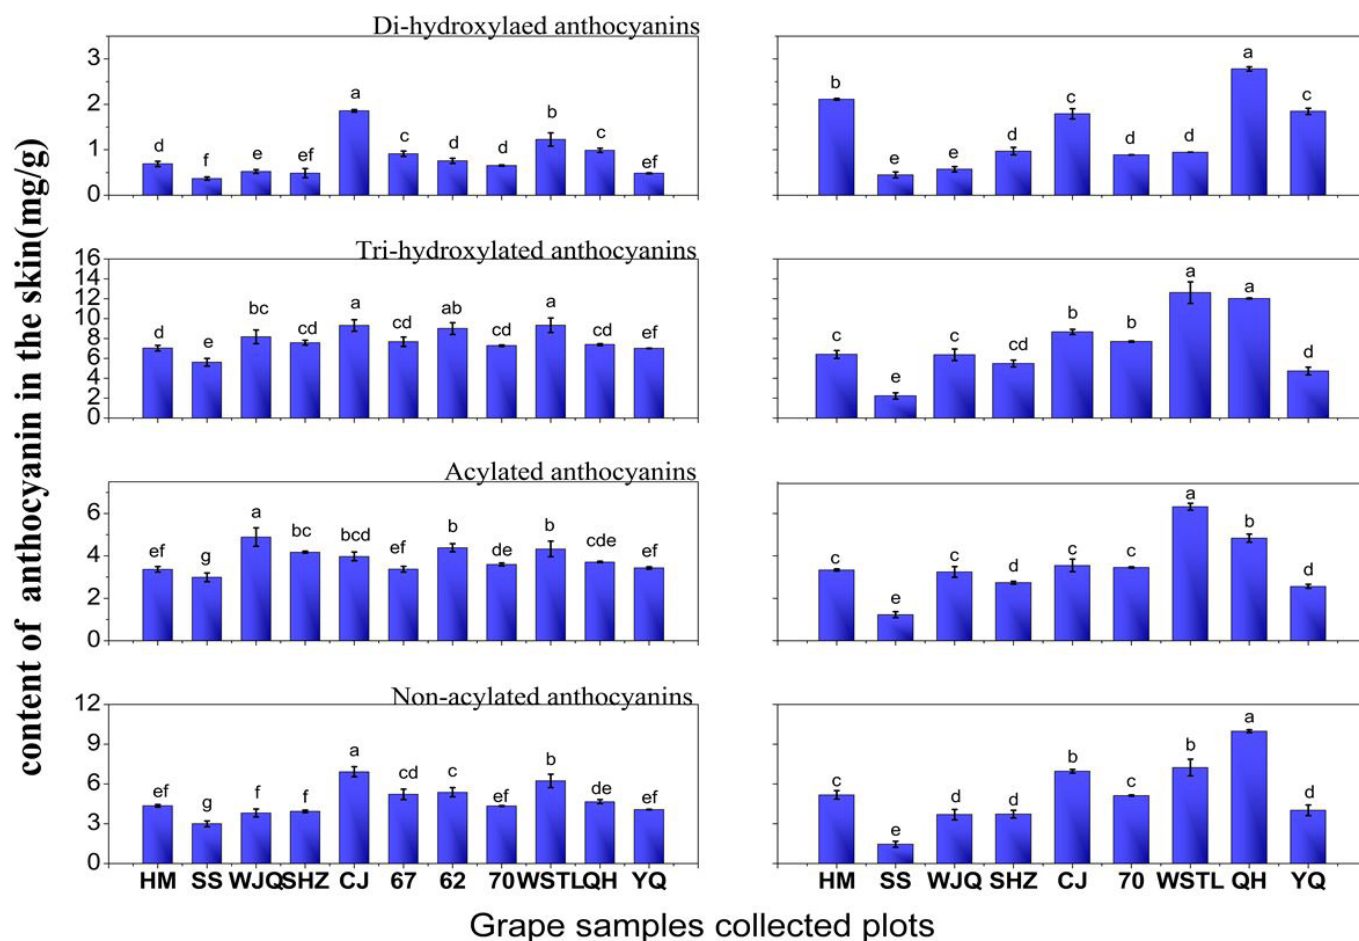 content of anthocyanin in the skin(mg/g)
Di-hydroxylaed anthocyanins
3
2
1
0
d f e ef a c d d b c ef
b e e d c d d a c
Tri-hydroxylated anthocyanins
16
14
12
10
8
6
4
2
0
d e bc cd a cd ab cd a cd ef
c e c cd b b a a d
Acylated anthocyanins
6
4
2
0
ef g a bc bcd ef b de b cde ef
c e c d c c a b d
Non-acylated anthocyanins
12
9
6
3
0
ef g f f a cd c ef b de ef
c e d d b c b a d
HM SS WJQ SHZ CJ 67 62 70 WSTL QH YQ
HM SS WJQ SHZ CJ 70 WSTL QH YQ
Grape samples collected plots